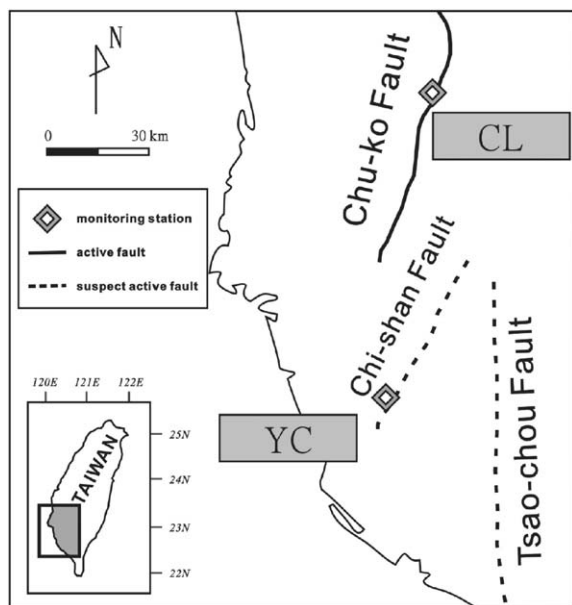 N
0 30 km
monitoring station
active fault
suspect active fault
Chu-ko Fault
CL
Chi-shan Fault
YC
Tsao-chou Fault
120E 121E 122E
25N
24N
23N
22N
TAIWAN